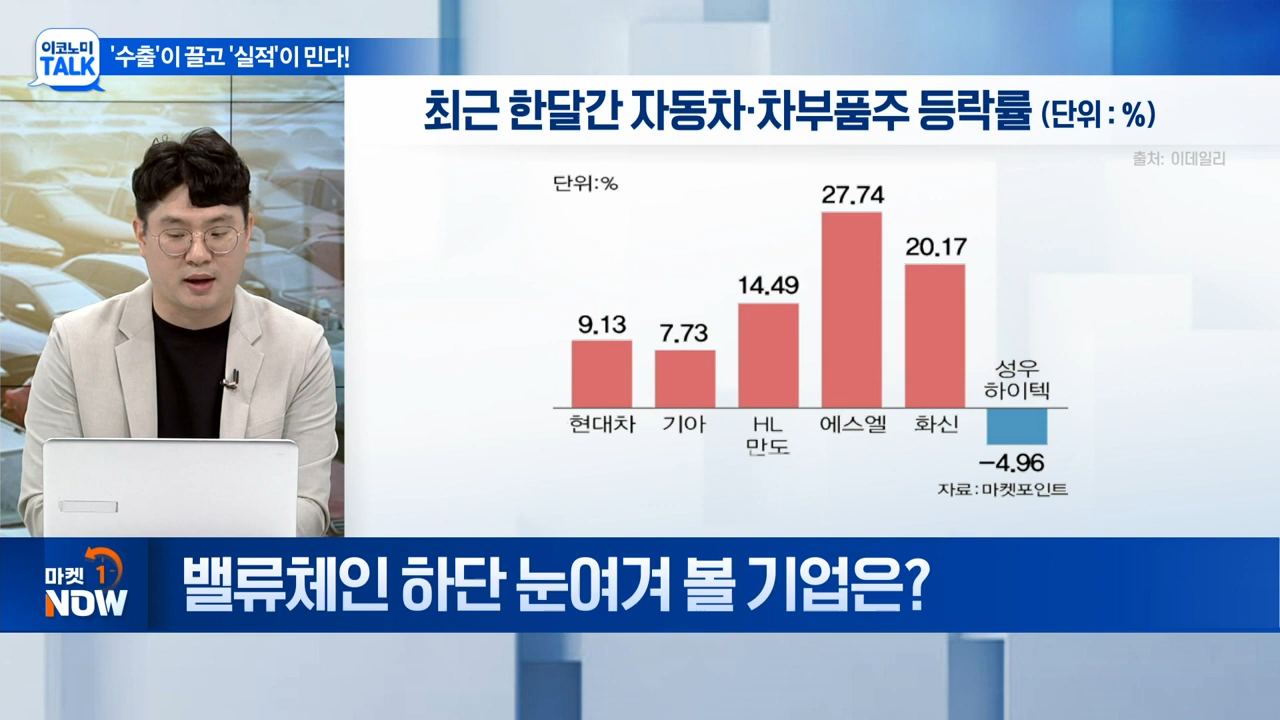 이코노미
TALK
'수출'이 끌고 '실적'이 민다!
최근 한달간 자동차·차부품주 등락률 (단위 : %)
출처: 이데일리
단위:%
9.13
7.73
14.49
27.74
20.17
-4.96
현대차
기아
HL
만도
에스엘
화신
성우
하이텍
자료:마켓포인트
마켓 1
NOW
밸류체인 하단 눈여겨 볼 기업은?